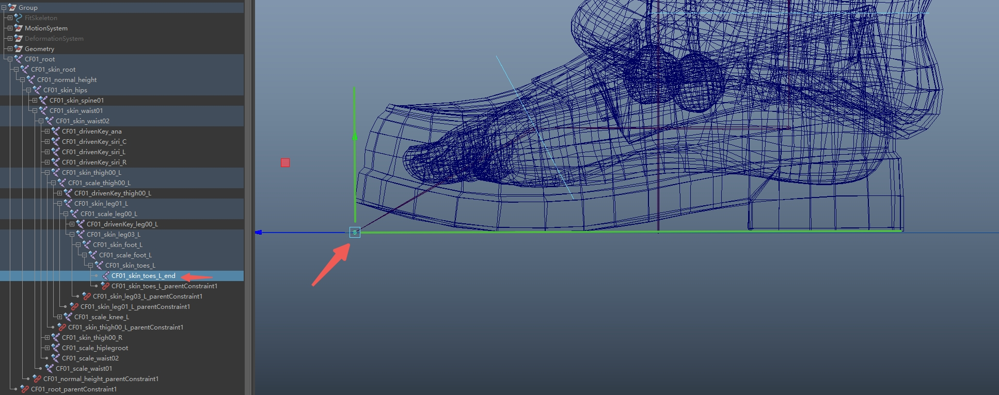 Group
FitSkeleton
MotionSystem
DeformationSystem
Geometry
CF01_root
CF01_skin_root
CF01_normal_height
CF01_skin_hips
CF01_skin_spine01
CF01_skin_waist01
CF01_skin_waist02
CF01_drivenKey_ana
CF01_drivenKey_siri_C
CF01_drivenKey_siri_L
CF01_drivenKey_siri_R
CF01_skin_thigh00_L
CF01_scale_thigh00_L
CF01_drivenKey_thigh00_L
CF01_skin_leg01_L
CF01_scale_leg00_L
CF01_drivenKey_leg00_L
CF01_skin_leg03_L
CF01_skin_foot_L
CF01_scale_foot_L
CF01_skin_toes_L
CF01_skin_toes_L_end
CF01_skin_toes_L_parentConstraint1
CF01_skin_leg03_L_parentConstraint1
CF01_skin_leg01_L_parentConstraint1
CF01_scale_knee_L
CF01_skin_thigh00_L_parentConstraint1
CF01_skin_thigh00_R
CF01_scale_hiplegroot
CF01_scale_waist02
CF01_scale_waist01
CF01_normal_height_parentConstraint1
CF01_root_parentConstraint1